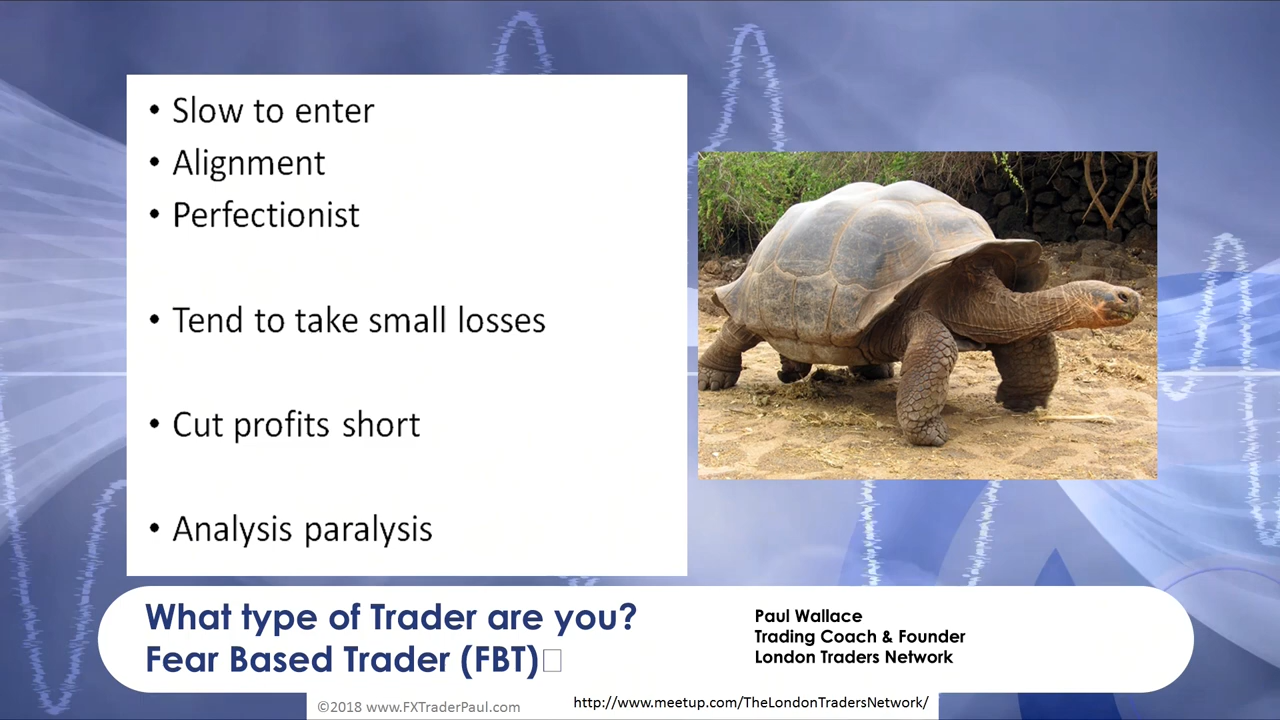 • Slow to enter
• Alignment
• Perfectionist
• Tend to take small losses
• Cut profits short
• Analysis paralysis
What type of Trader are you?
Fear Based Trader (FBT)□
Paul Wallace
Trading Coach & Founder
London Traders Network
©2018 www.FXTraderPaul.com
http://www.meetup.com/TheLondonTradersNetwork/